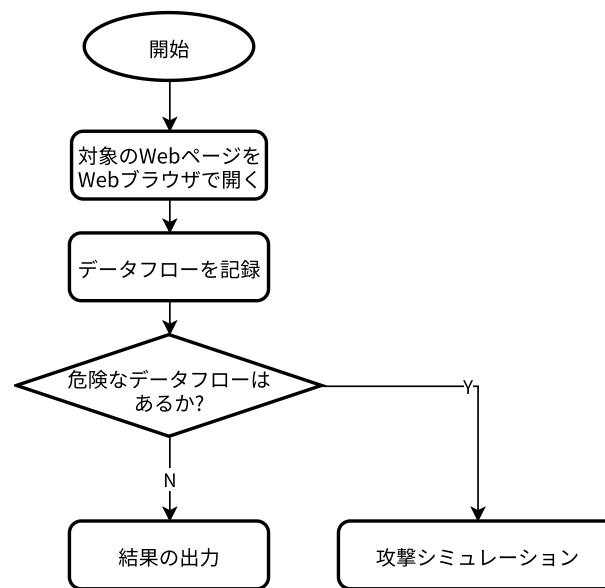 開始
対象のWebページを
Webブラウザで開く
データフローを記録
危険なデータフローは
あるか?
Y
N
結果の出力
攻撃シミュレーション